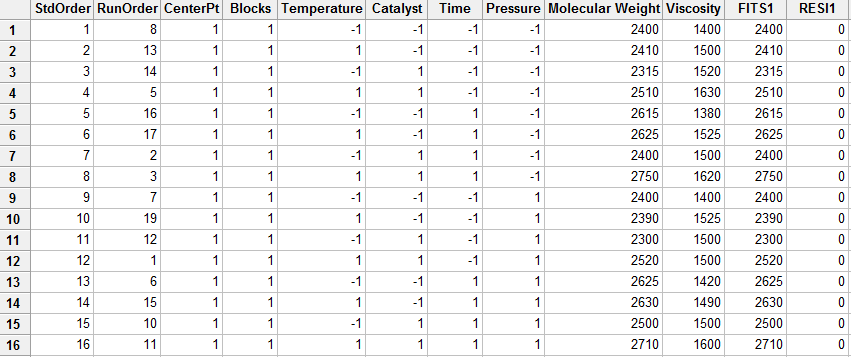 StdOrder RunOrder CenterPt Blocks Temperature Catalyst Time Pressure Molecular Weight Viscosity FITS1 RESI1
1 1 8 1 1 -1 -1 -1 -1 2400 1400 2400 0
2 2 13 1 1 1 -1 -1 -1 2410 1500 2410 0
3 3 14 1 1 -1 1 -1 -1 2315 1520 2315 0
4 4 5 1 1 1 1 -1 -1 2510 1630 2510 0
5 5 16 1 1 -1 -1 1 -1 2615 1380 2615 0
6 6 17 1 1 1 -1 1 -1 2625 1525 2625 0
7 7 2 1 1 -1 1 1 -1 2400 1500 2400 0
8 8 3 1 1 1 1 1 -1 2750 1620 2750 0
9 9 7 1 1 -1 -1 -1 1 2400 1400 2400 0
10 10 19 1 1 1 -1 -1 1 2390 1525 2390 0
11 11 12 1 1 -1 1 -1 1 2300 1500 2300 0
12 12 1 1 1 1 1 -1 1 2520 1500 2520 0
13 13 6 1 1 -1 -1 1 1 2625 1420 2625 0
14 14 15 1 1 1 -1 1 1 2630 1490 2630 0
15 15 10 1 1 -1 1 1 1 2500 1500 2500 0
16 16 11 1 1 1 1 1 1 2710 1600 2710 0